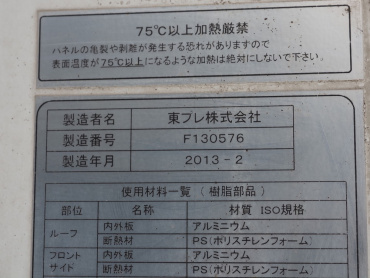 75℃以上加熱厳禁
パネルの亀裂や剥離が発生する恐れがありますので
表面温度が75℃以上になるような加熱は絶対にしないで下さい。
製造者名 東プレ株式会社
製造番号 F130576
製造年月 2013-2
使用材料一覧(樹脂部品)
部位 名称 材質 ISO規格
ルーフ 内外板 アルミニウム
断熱材 PS(ポリスチレンフォーム)
フロント 内外板 アルミニウム
サイド 断熱材 PS(ポリスチレンフォーム)